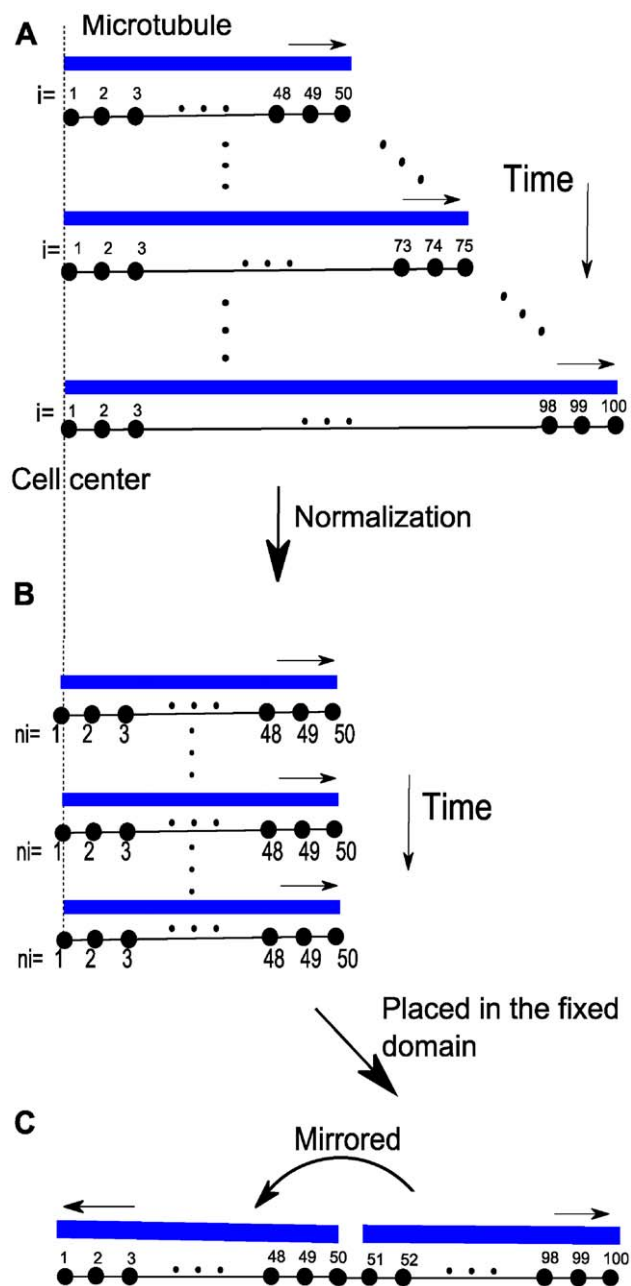 A
Microtubule
i= 1 2 3 48 49 50
Time
i= 1 2 3 73 74 75
i= 1 2 3 98 99 100
Cell center
Normalization
B
ni= 1 2 3 48 49 50
Time
ni= 1 2 3 48 49 50
ni= 1 2 3 48 49 50
Placed in the fixed
domain
C
Mirrored
1 2 3 48 49 50 51 52 98 99 100